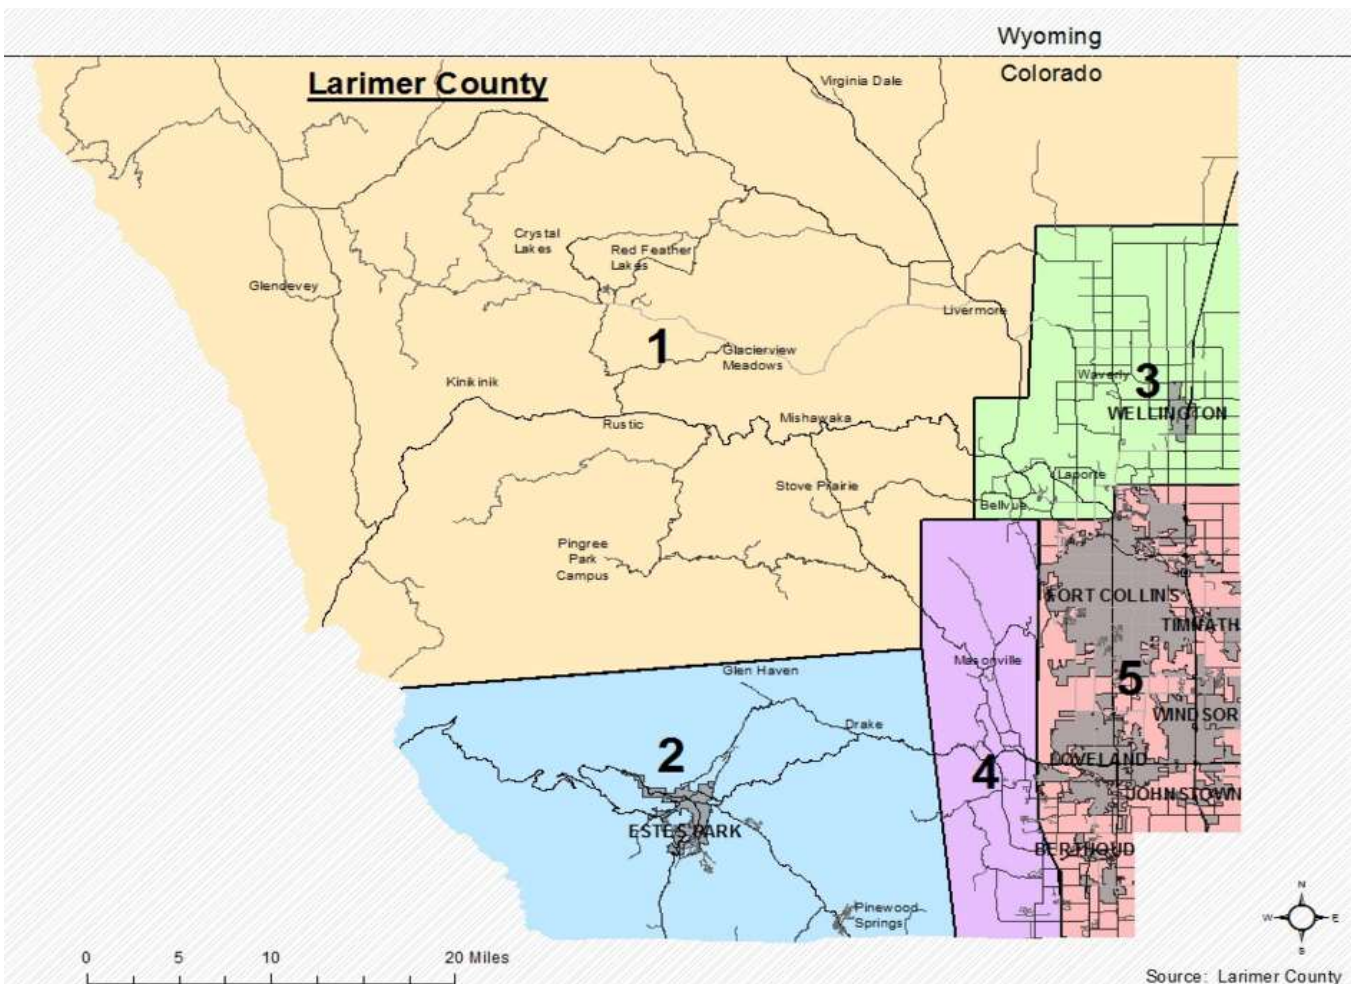 Wyoming
Colorado
Larimer County
Virginia Dale
Crystal
Lakes
Red Feather
Lakes
Glendevey
Livermore
1
Glacierview
Meadows
Kinikinik
Waverly
3
WELLINGTON
Rustic
Mishawaka
Laporte
Stove Prairie
Bellvue
Pingree
Park
Campus
FORT COLLINS
TIMNATH
Masonville
Glen Haven
5
WINDSOR
Drake
2
4
LOVELAND
JOHNSTOWN
ESTES PARK
BERTHOUD
Pinewood
Springs
N
W
E
S
0 5 10 20 Miles
Source: Larimer County